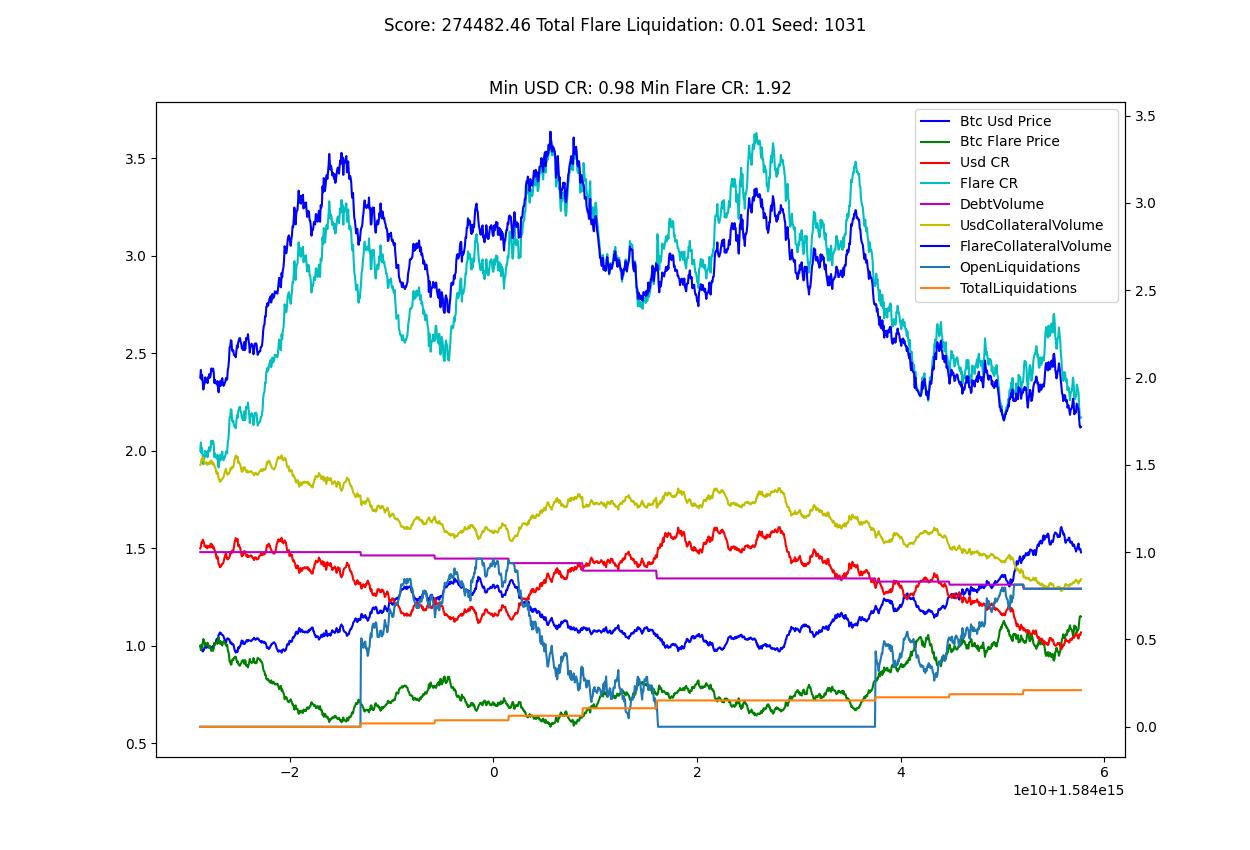 Score: 274482.46 Total Flare Liquidation: 0.01 Seed: 1031
Min USD CR: 0.98 Min Flare CR: 1.92
Btc Usd Price
Btc Flare Price
Usd CR
Flare CR
DebtVolume
UsdCollateralVolume
FlareCollateralVolume
OpenLiquidations
TotalLiquidations
3.5
3.0
2.5
2.0
1.5
1.0
0.5
3.5
3.0
2.5
2.0
1.5
1.0
0.5
0.0
−2 0 2 4 6
1e10+1.584e15